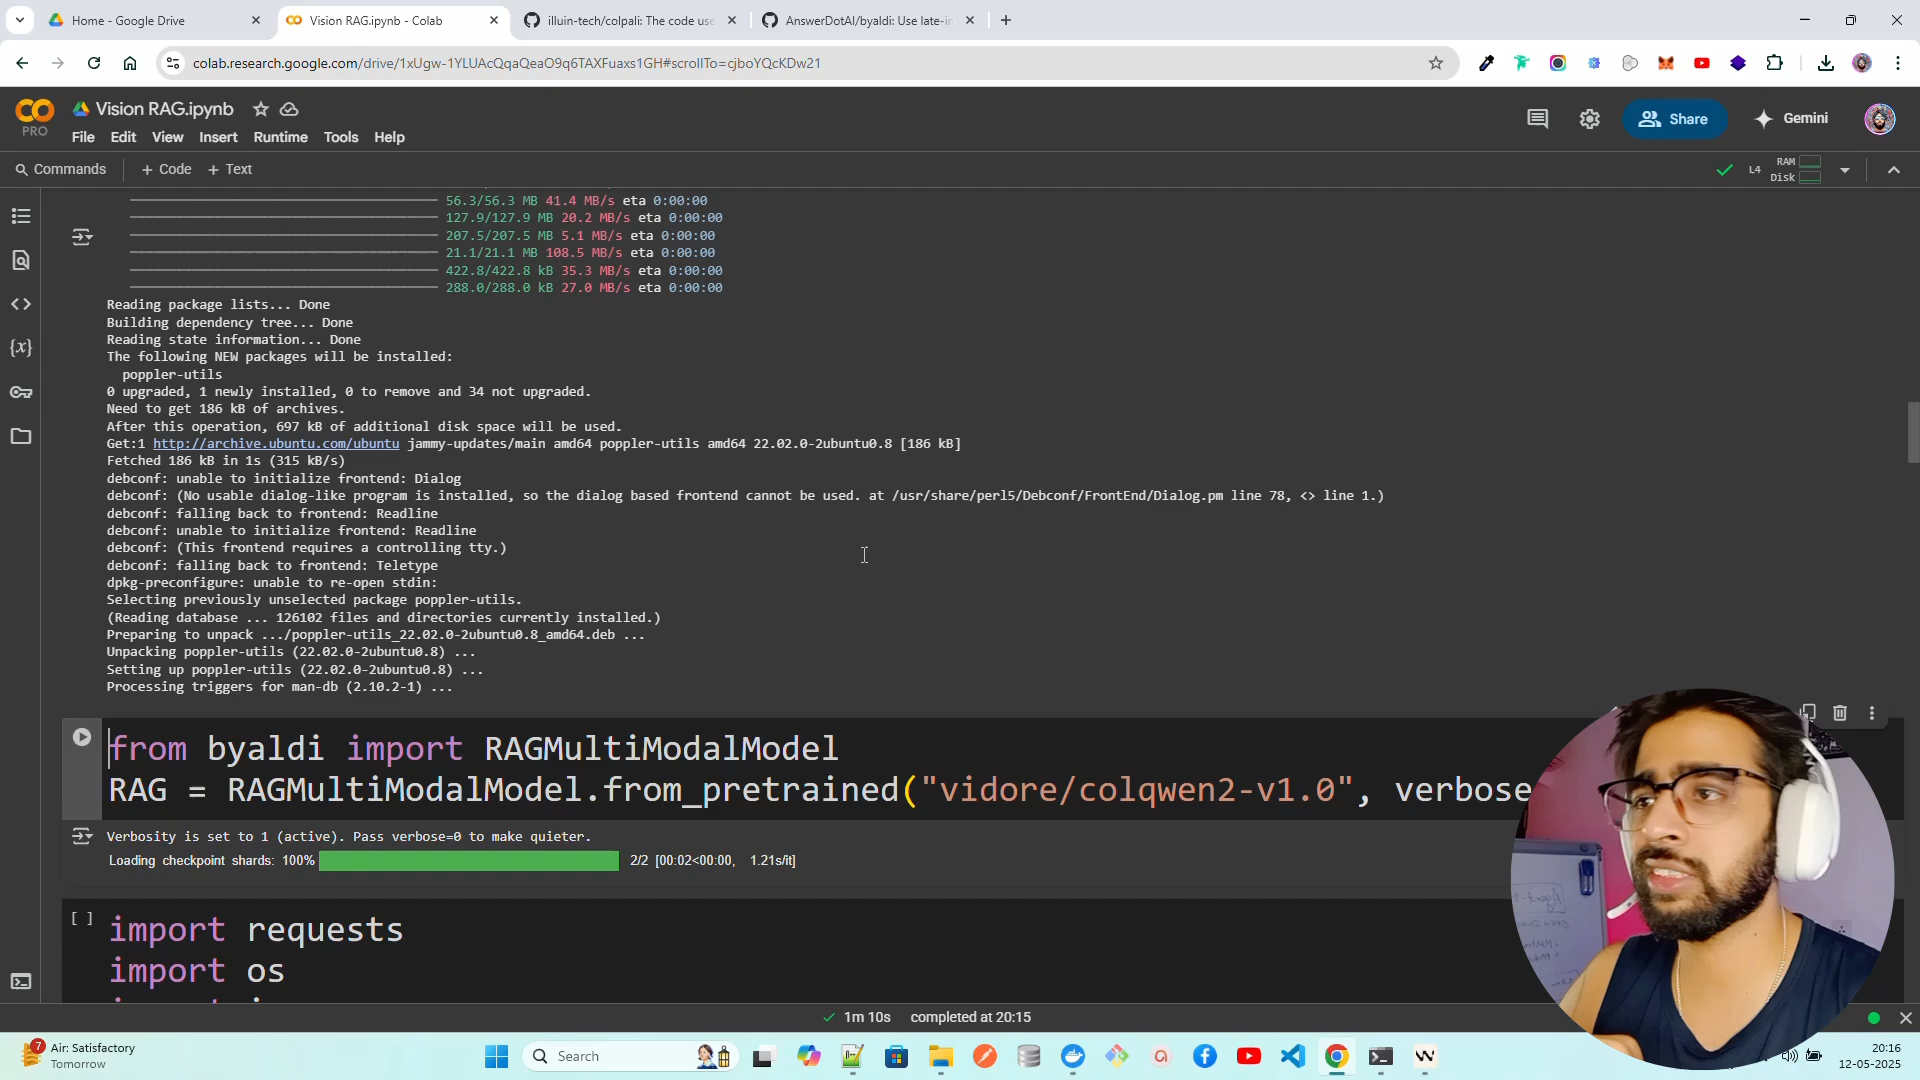 Home - Google Drive
Vision RAG.ipynb - Colab
illuin-tech/colpali: The code use
AnswerDotAI/byaldi: Use late-in
colab.research.google.com/drive/1xUgw-1YLUAcQqaQeaO9q6TAXFuaxs1GH#scrollTo=cjboYQcKDw21
PRO
Vision RAG.ipynb
File Edit View Insert Runtime Tools Help
Share
Gemini
Commands + Code + Text
L4 RAM
Disk
56.3/56.3 MB 41.4 MB/s eta 0:00:00
127.9/127.9 MB 20.2 MB/s eta 0:00:00
207.5/207.5 MB 5.1 MB/s eta 0:00:00
21.1/21.1 MB 108.5 MB/s eta 0:00:00
422.8/422.8 kB 35.3 MB/s eta 0:00:00
288.0/288.0 kB 27.0 MB/s eta 0:00:00
Reading package lists... Done
Building dependency tree... Done
Reading state information... Done
The following NEW packages will be installed:
poppler-utils
0 upgraded, 1 newly installed, 0 to remove and 34 not upgraded.
Need to get 186 kB of archives.
After this operation, 697 kB of additional disk space will be used.
Get:1 http://archive.ubuntu.com/ubuntu jammy-updates/main amd64 poppler-utils amd64 22.02.0-2ubuntu0.8 [186 kB]
Fetched 186 kB in 1s (315 kB/s)
debconf: unable to initialize frontend: Dialog
debconf: (No usable dialog-like program is installed, so the dialog based frontend cannot be used. at /usr/share/perl5/Debconf/FrontEnd/Dialog.pm line 78, <> line 1.)
debconf: falling back to frontend: Readline
debconf: unable to initialize frontend: Readline
debconf: (This frontend requires a controlling tty.)
debconf: falling back to frontend: Teletype
dpkg-preconfigure: unable to re-open stdin:
Selecting previously unselected package poppler-utils.
(Reading database ... 126102 files and directories currently installed.)
Preparing to unpack .../poppler-utils_22.02.0-2ubuntu0.8_amd64.deb ...
Unpacking poppler-utils (22.02.0-2ubuntu0.8) ...
Setting up poppler-utils (22.02.0-2ubuntu0.8) ...
Processing triggers for man-db (2.10.2-1) ...
from byaldi import RAGMultiModalModel
RAG = RAGMultiModalModel.from_pretrained("vidore/colqwen2-v1.0", verbose
Verbosity is set to 1 (active). Pass verbose=0 to make quieter.
Loading checkpoint shards: 100% 2/2 [00:02<00:00, 1.21s/it]
[ ] import requests
import os
1m 10s completed at 20:15
7
Air: Satisfactory
Tomorrow
Search
20:16
12-05-2025